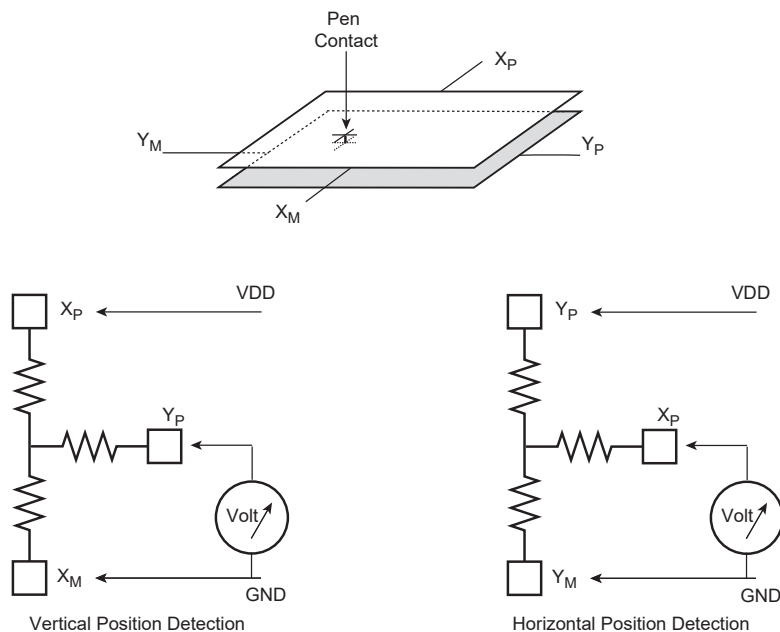 Pen
Contact
X_P
Y_M
Y_P
X_M
VDD
X_P
Y_P
Volt
X_M
GND
Vertical Position Detection
VDD
Y_P
X_P
Volt
Y_M
GND
Horizontal Position Detection